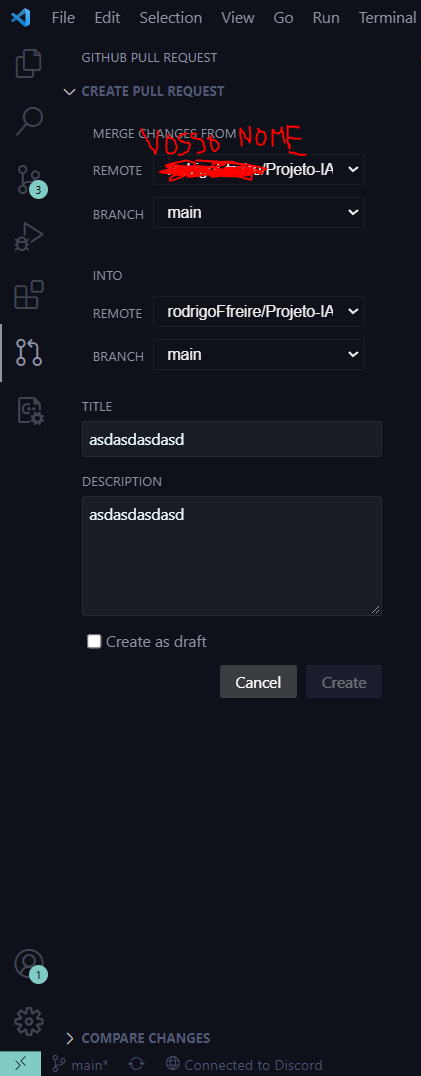 File Edit Selection View Go Run Terminal
GITHUB PULL REQUEST
CREATE PULL REQUEST
MERGE CHANGES FROM
VOSSO NOME
REMOTE /Projeto-IA
BRANCH main
INTO
REMOTE rodrigoFfreire/Projeto-IA
BRANCH main
TITLE
asdasdasdasd
DESCRIPTION
asdasdasdasd
Create as draft
Cancel Create
3
1
COMPARE CHANGES
main* Connected to Discord